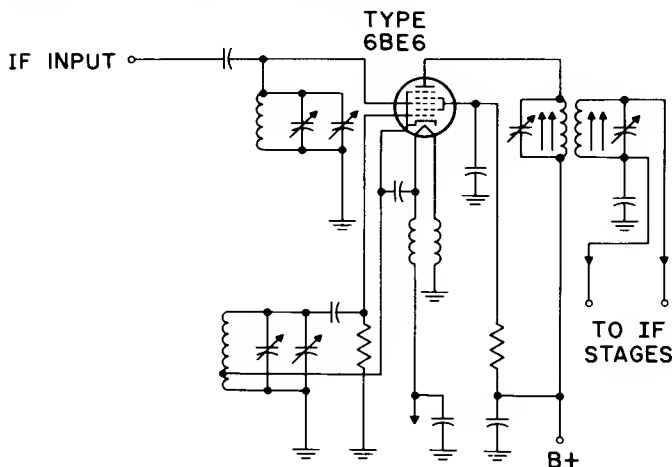 TYPE
6BE6
IF INPUT
TO IF
STAGES
B+